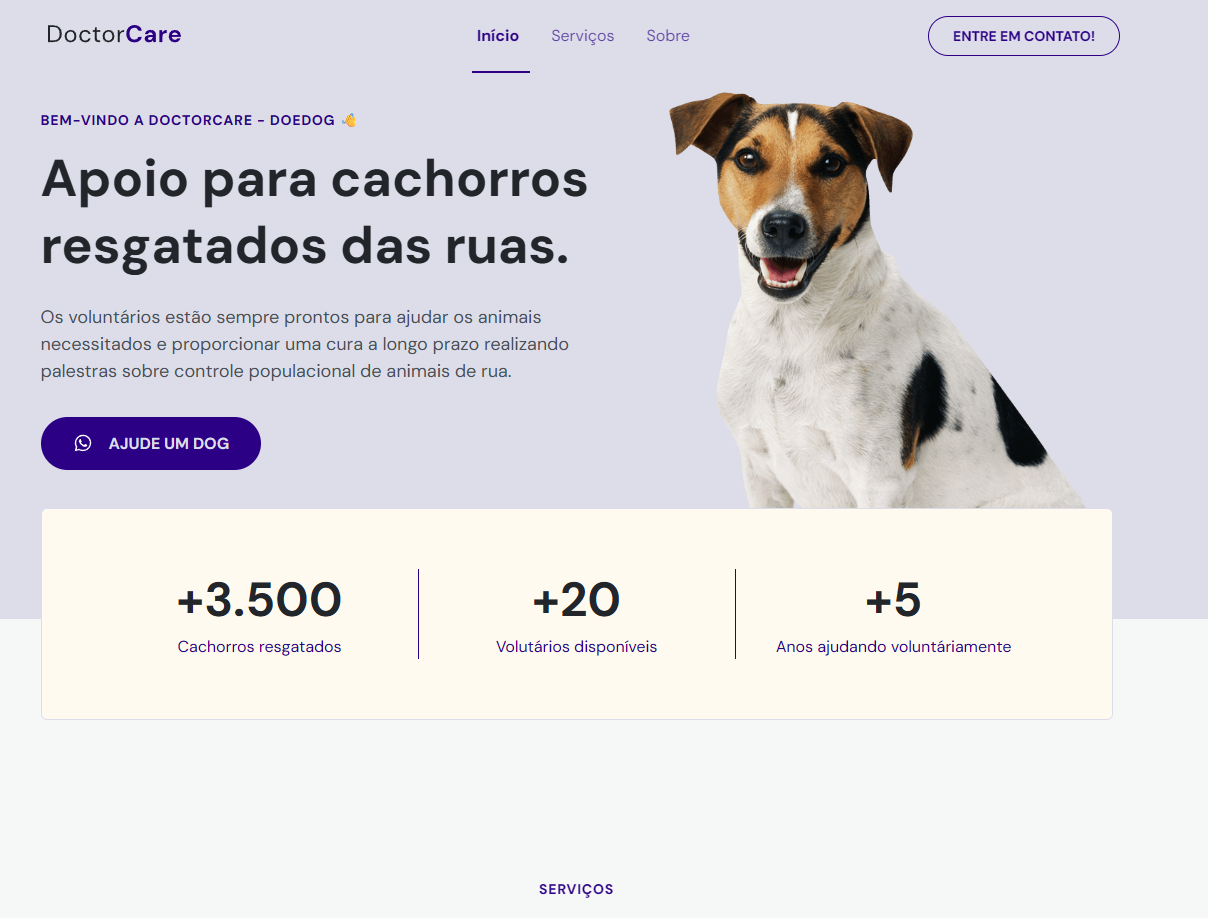 DoctorCare
Início
Serviços
Sobre
ENTRE EM CONTATO!
BEM-VINDO A DOCTORCARE - DOEDOG 👋
Apoio para cachorros
resgatados das ruas.
Os voluntários estão sempre prontos para ajudar os animais
necessitados e proporcionar uma cura a longo prazo realizando
palestras sobre controle populacional de animais de rua.
AJUDE UM DOG
+3.500
Cachorros resgatados
+20
Volutários disponíveis
+5
Anos ajudando voluntáriamente
SERVIÇOS